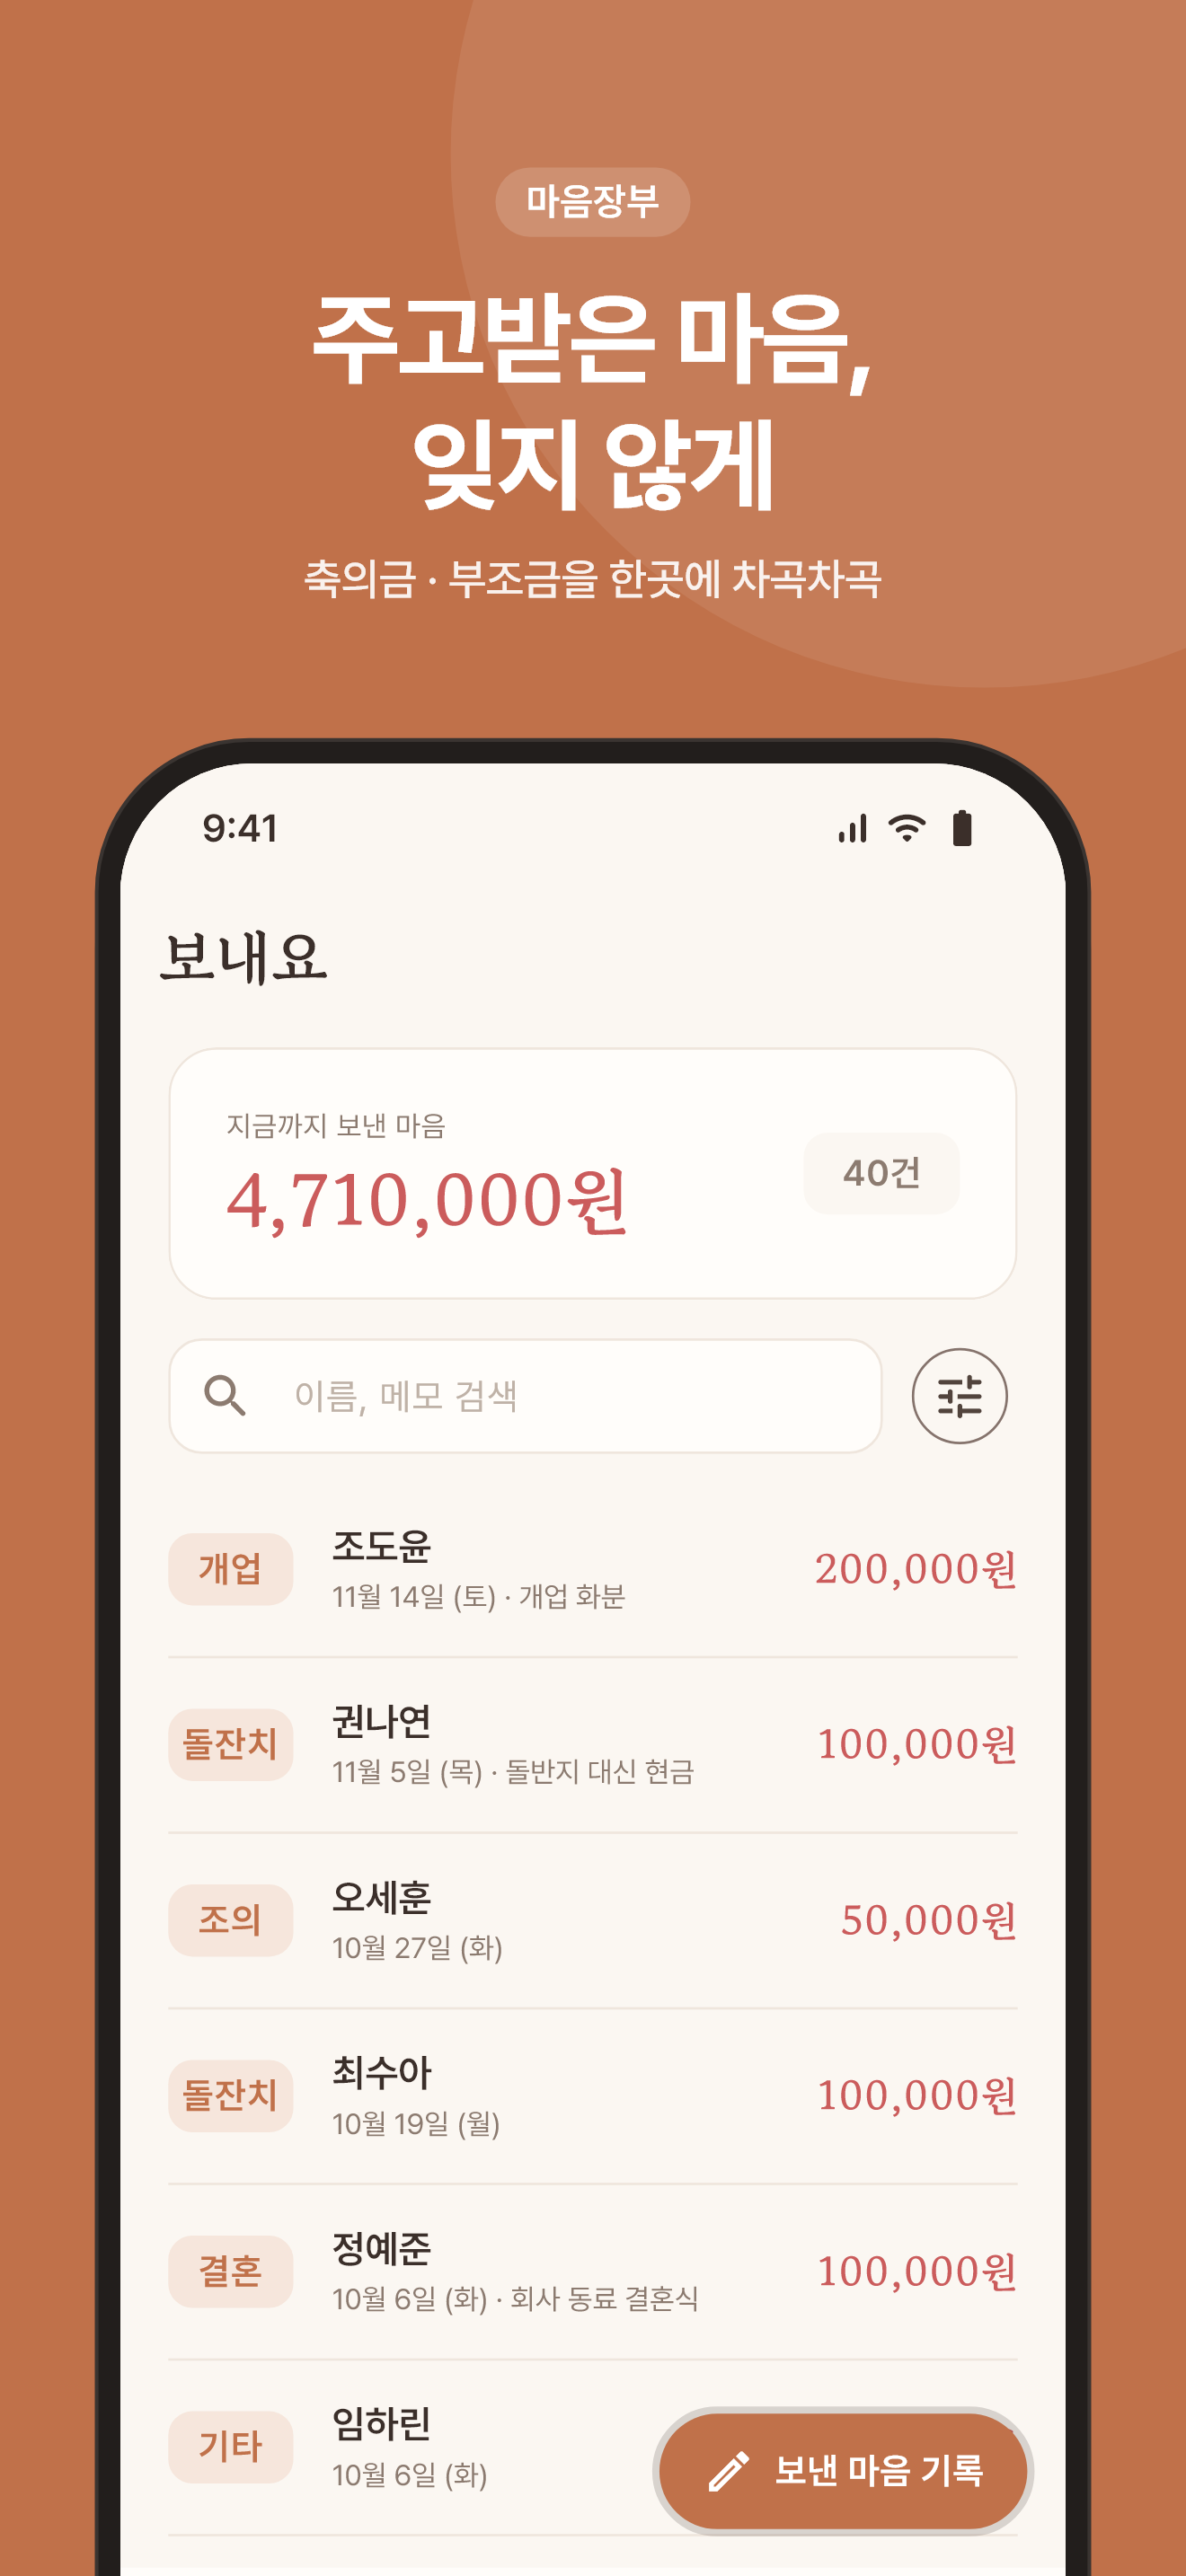 마음장부
주고받은 마음,
잊지 않게
축의금 · 부조금을 한곳에 차곡차곡
9:41
보내요
지금까지 보낸 마음
4,710,000원
40건
이름, 메모 검색
개업
조도윤
11월 14일 (토) · 개업 화분
200,000원
돌잔치
권나연
11월 5일 (목) · 돌반지 대신 현금
100,000원
조의
오세훈
10월 27일 (화)
50,000원
돌잔치
최수아
10월 19일 (월)
100,000원
결혼
정예준
10월 6일 (화) · 회사 동료 결혼식
100,000원
기타
임하린
10월 6일 (화)
보낸 마음 기록